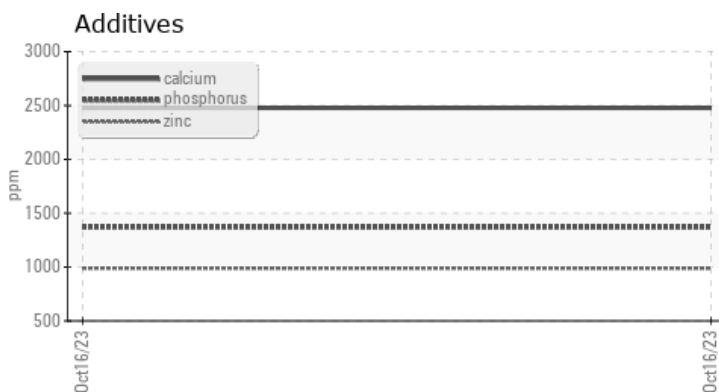 Additives
3000
calcium
phosphorus
zinc
2500
2000
ppm
1500
1000
500
Oct16/23
Oct16/23